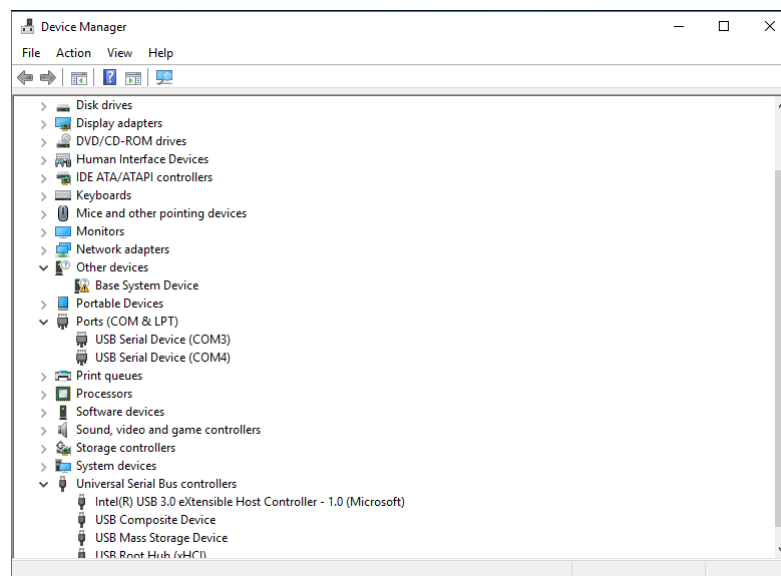 Device Manager
File Action View Help
Disk drives
Display adapters
DVD/CD-ROM drives
Human Interface Devices
IDE ATA/ATAPI controllers
Keyboards
Mice and other pointing devices
Monitors
Network adapters
Other devices
Base System Device
Portable Devices
Ports (COM & LPT)
USB Serial Device (COM3)
USB Serial Device (COM4)
Print queues
Processors
Software devices
Sound, video and game controllers
Storage controllers
System devices
Universal Serial Bus controllers
Intel(R) USB 3.0 eXtensible Host Controller - 1.0 (Microsoft)
USB Composite Device
USB Mass Storage Device
USB Root Hub (xHCI)